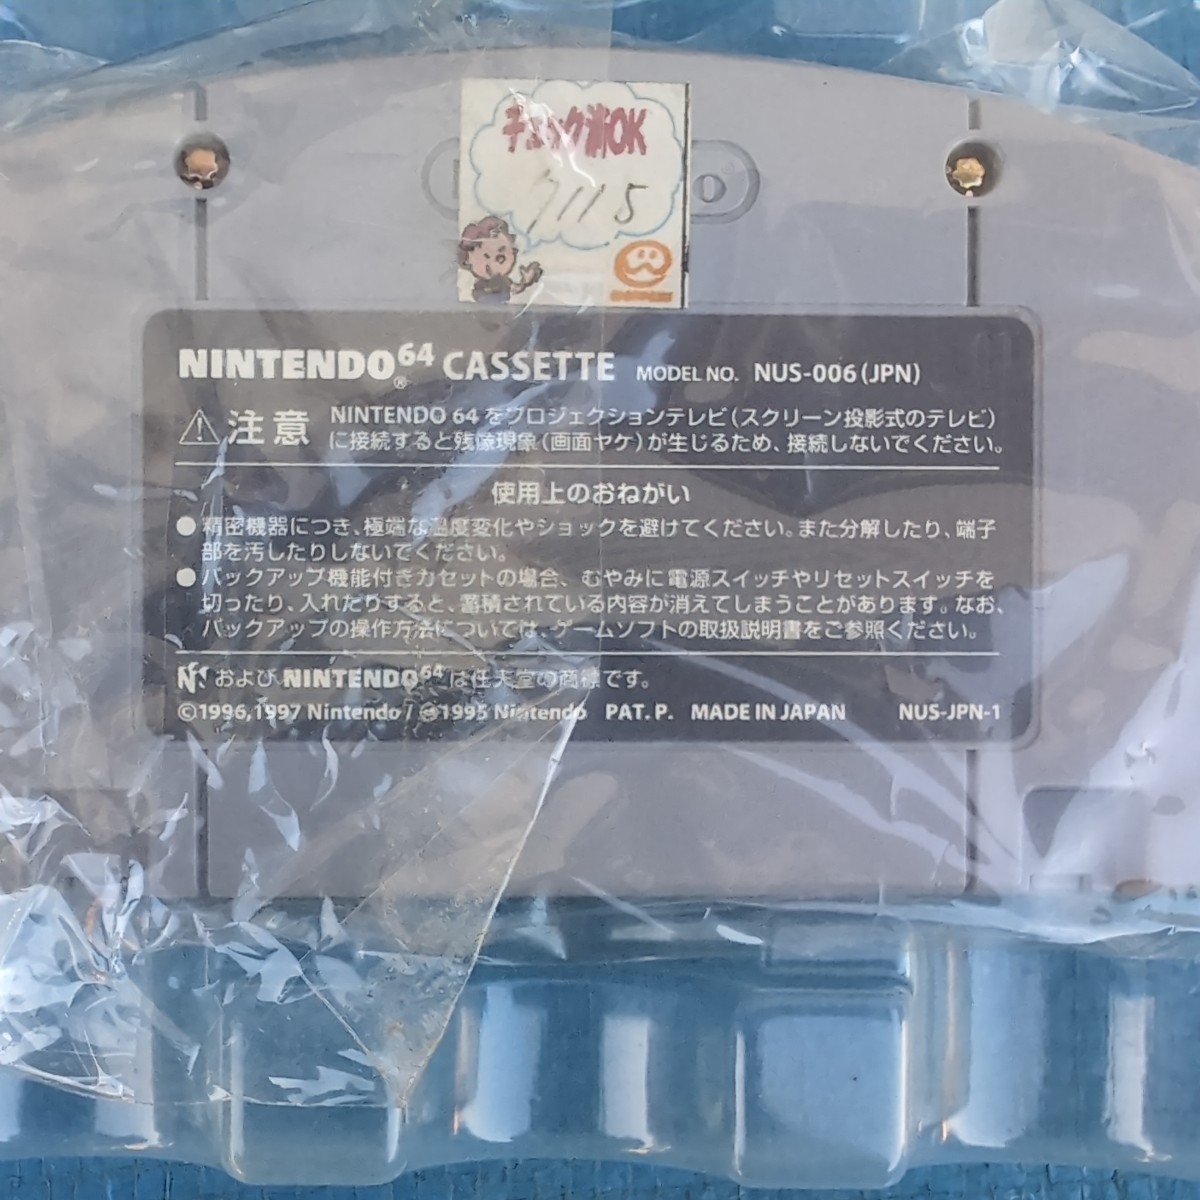 チェック済OK
7115
NINTENDO64® CASSETTE MODEL NO. NUS-006(JPN)
⚠注意 NINTENDO 64をプロジェクションテレビ(スクリーン投影式のテレビ)
に接続すると残像現象(画面ヤケ)が生じるため、接続しないでください。
使用上のおねがい
●精密機器につき、極端な温度変化やショックを避けてください。また分解したり、端子
部を汚したりしないでください。
●バックアップ機能付きカセットの場合、むやみに電源スイッチやリセットスイッチを
切ったり、入れたりすると、蓄積されている内容が消えてしまうことがあります。なお、
バックアップの操作方法については、ゲームソフトの取扱説明書をご参照ください。
およびNINTENDO64は任天堂の商標です。
©1996,1997 Nintendo / ©1995 Nintendo PAT. P. MADE IN JAPAN NUS-JPN-1